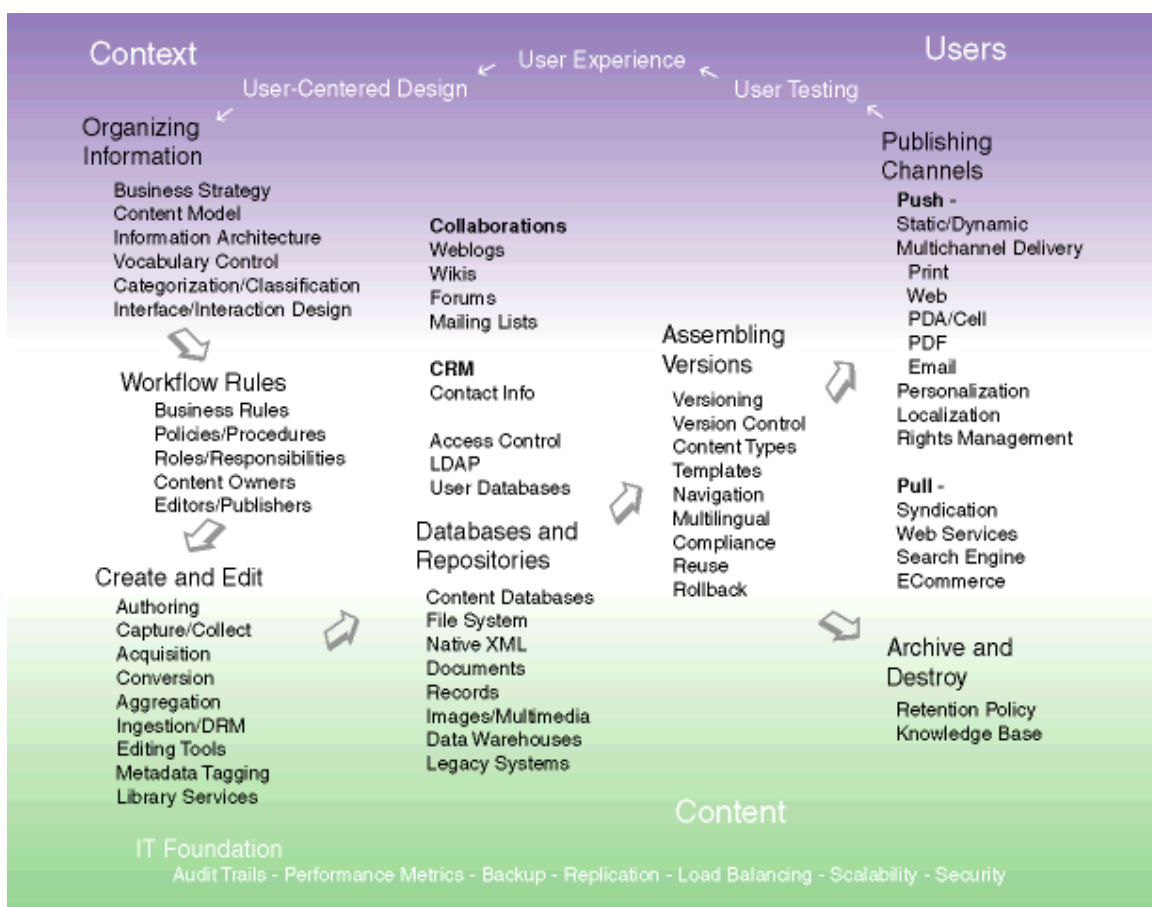 Context
Users
User Experience
User-Centered Design
User Testing
Organizing
Information
Business Strategy
Content Model
Information Architecture
Vocabulary Control
Categorization/Classification
Interface/Interaction Design
Workflow Rules
Business Rules
Policies/Procedures
Roles/Responsibilities
Content Owners
Editors/Publishers
Create and Edit
Authoring
Capture/Collect
Acquisition
Conversion
Aggregation
Ingestion/DRM
Editing Tools
Metadata Tagging
Library Services
Collaborations
Weblogs
Wikis
Forums
Mailing Lists
CRM
Contact Info
Access Control
LDAP
User Databases
Databases and
Repositories
Content Databases
File System
Native XML
Documents
Records
Images/Multimedia
Data Warehouses
Legacy Systems
Assembling
Versions
Versioning
Version Control
Content Types
Templates
Navigation
Multilingual
Compliance
Reuse
Rollback
Publishing
Channels
Push -
Static/Dynamic
Multichannel Delivery
Print
Web
PDA/Cell
PDF
Email
Personalization
Localization
Rights Management
Pull -
Syndication
Web Services
Search Engine
ECommerce
Archive and
Destroy
Retention Policy
Knowledge Base
Content
IT Foundation
Audit Trails - Performance Metrics - Backup - Replication - Load Balancing - Scalability - Security